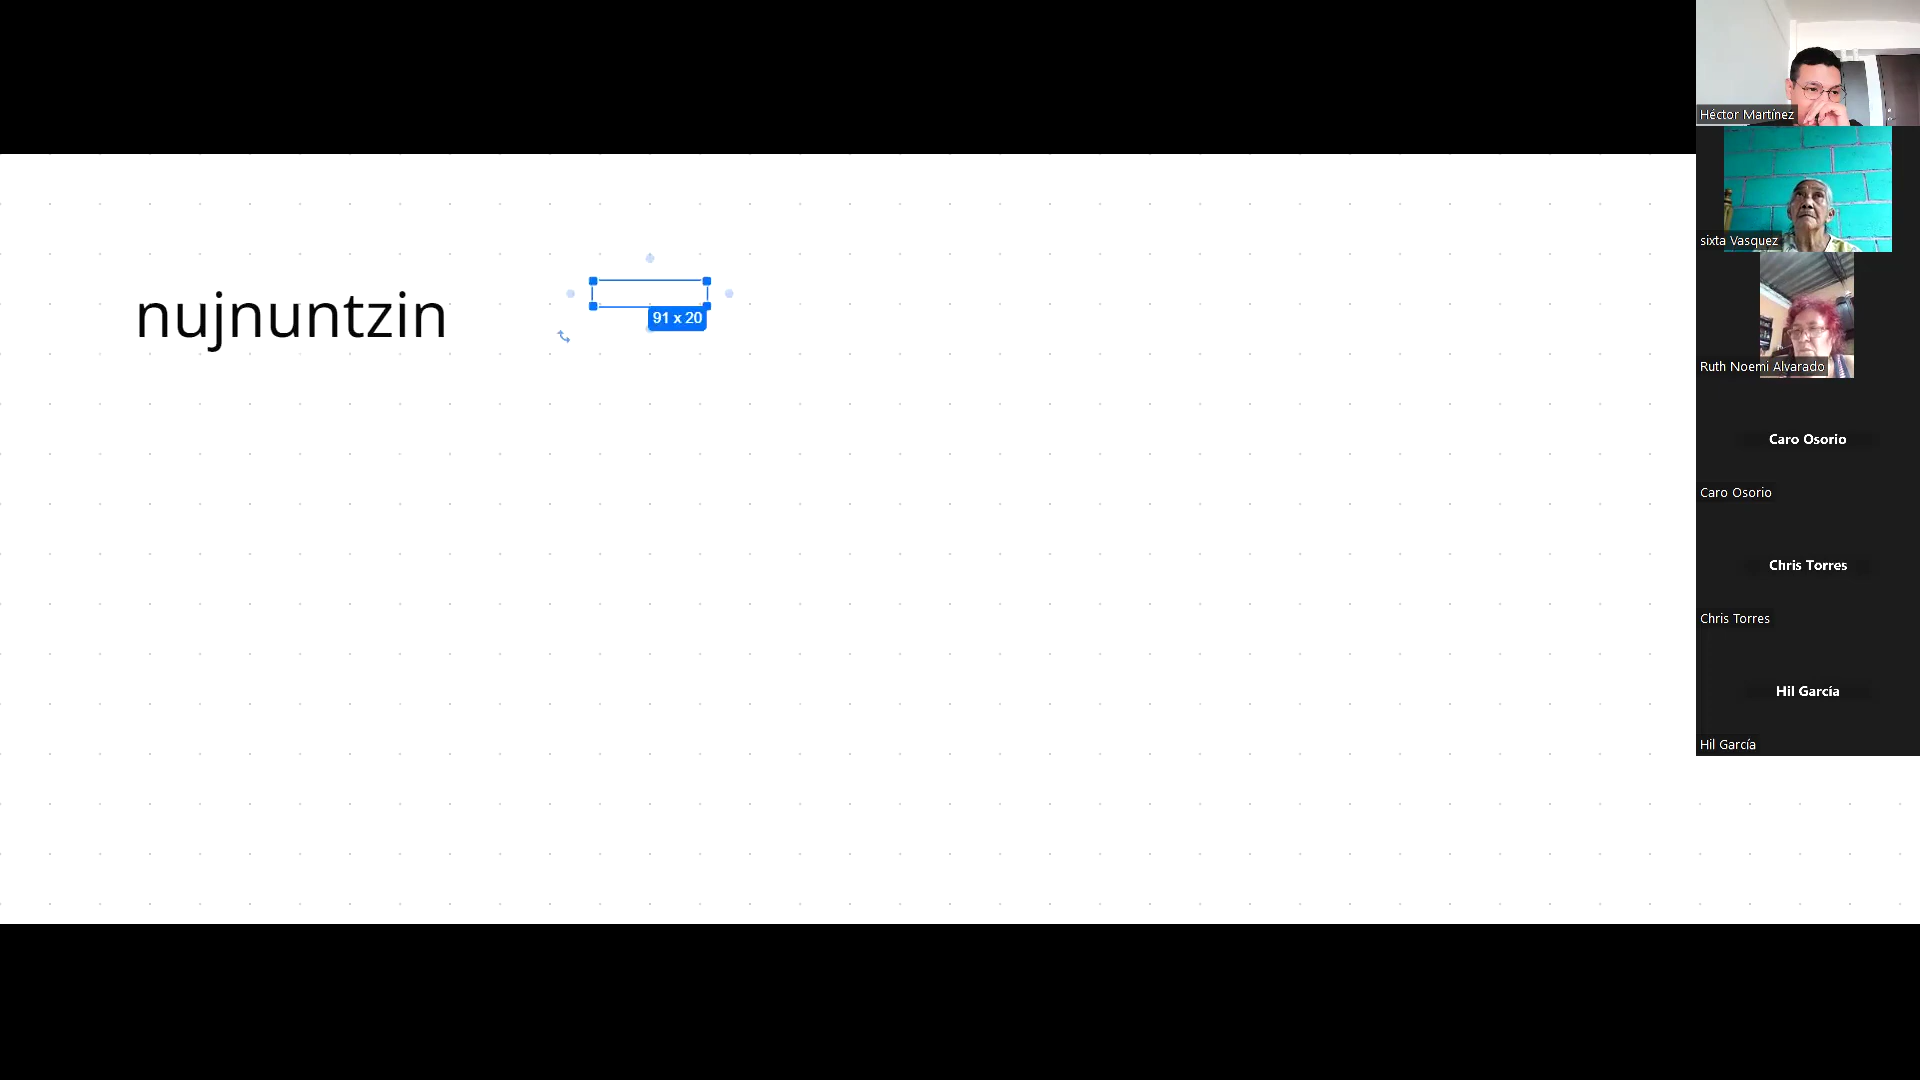 nujnuntzin
91 x 20
Héctor Martínez
sixta Vasquez
Ruth Noemi Alvarado
Caro Osorio
Caro Osorio
Chris Torres
Chris Torres
Hil García
Hil García